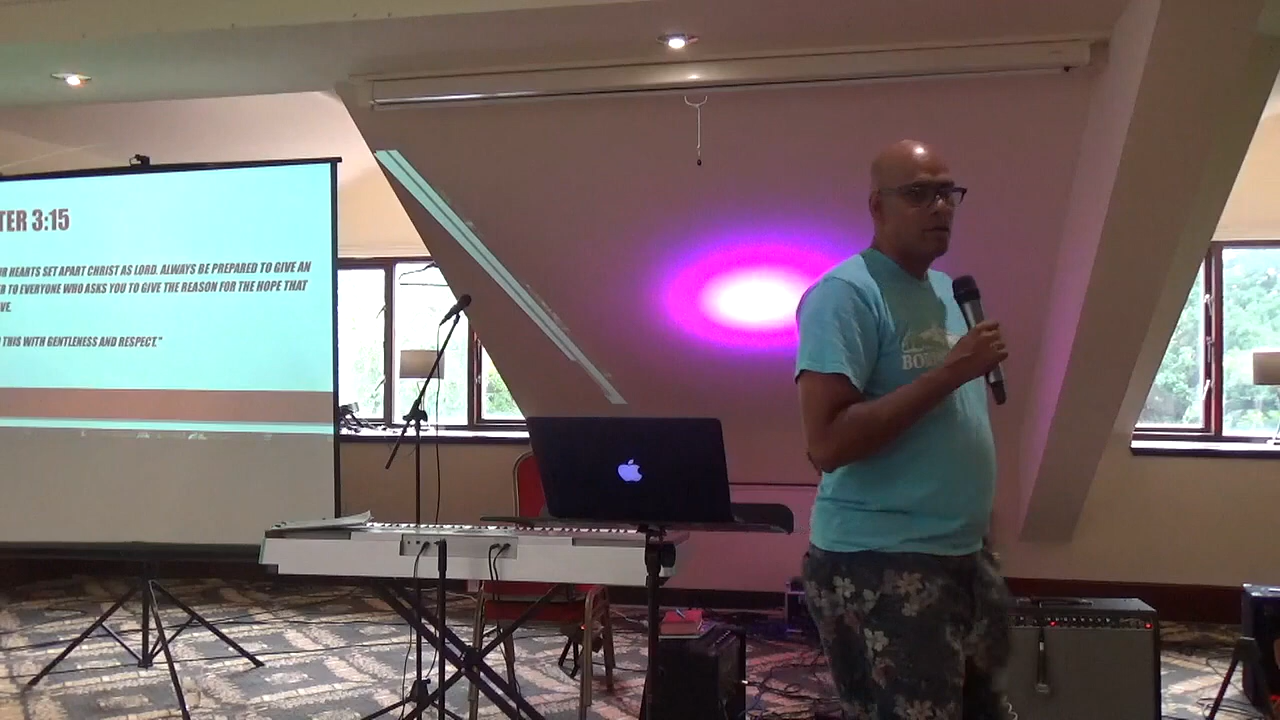 TER 3:15
R HEARTS SET APART CHRIST AS LORD. ALWAYS BE PREPARED TO GIVE AN
R TO EVERYONE WHO ASKS YOU TO GIVE THE REASON FOR THE HOPE THAT
VE.
THIS WITH GENTLENESS AND RESPECT."